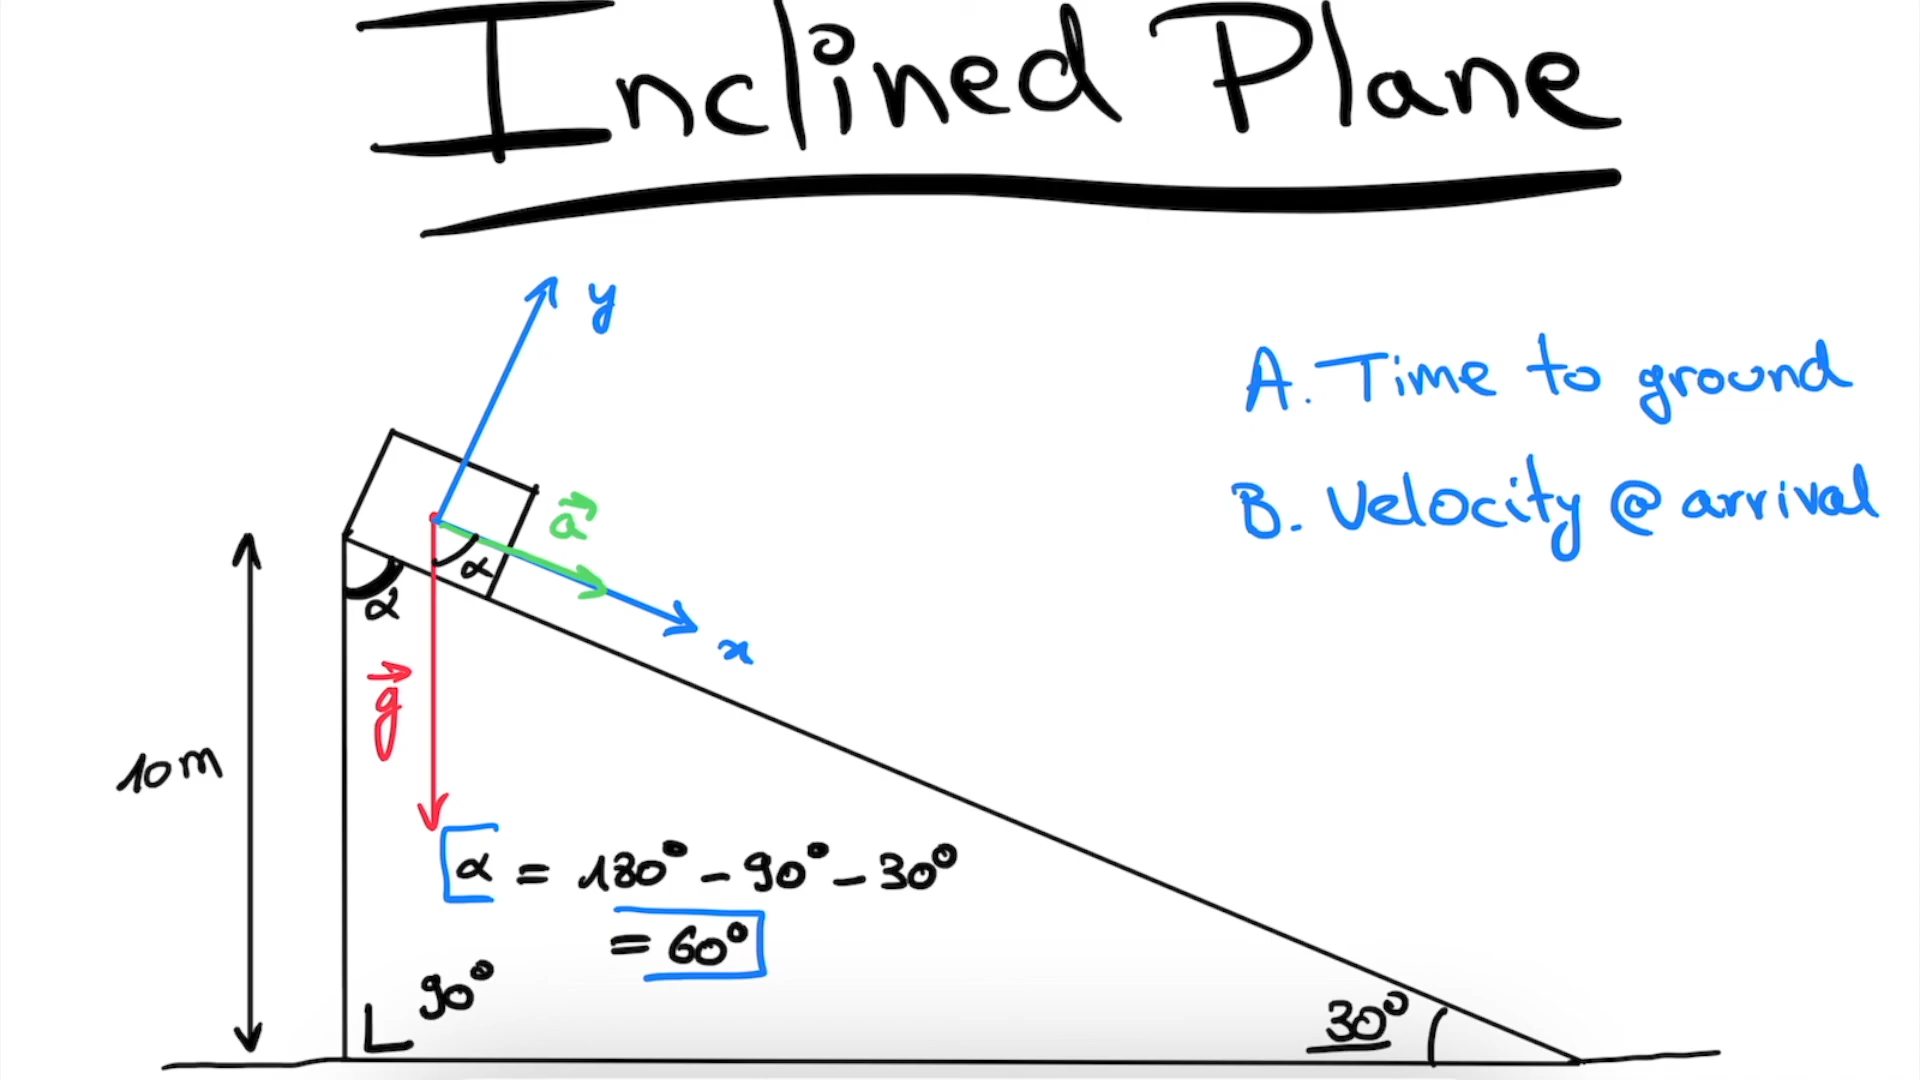 Inclined Plane
y
A. Time to ground
B. Velocity @ arrival
a⃗
α
α
x
g⃗
10m
α = 180° - 90° - 30°
= 60°
90°
30°